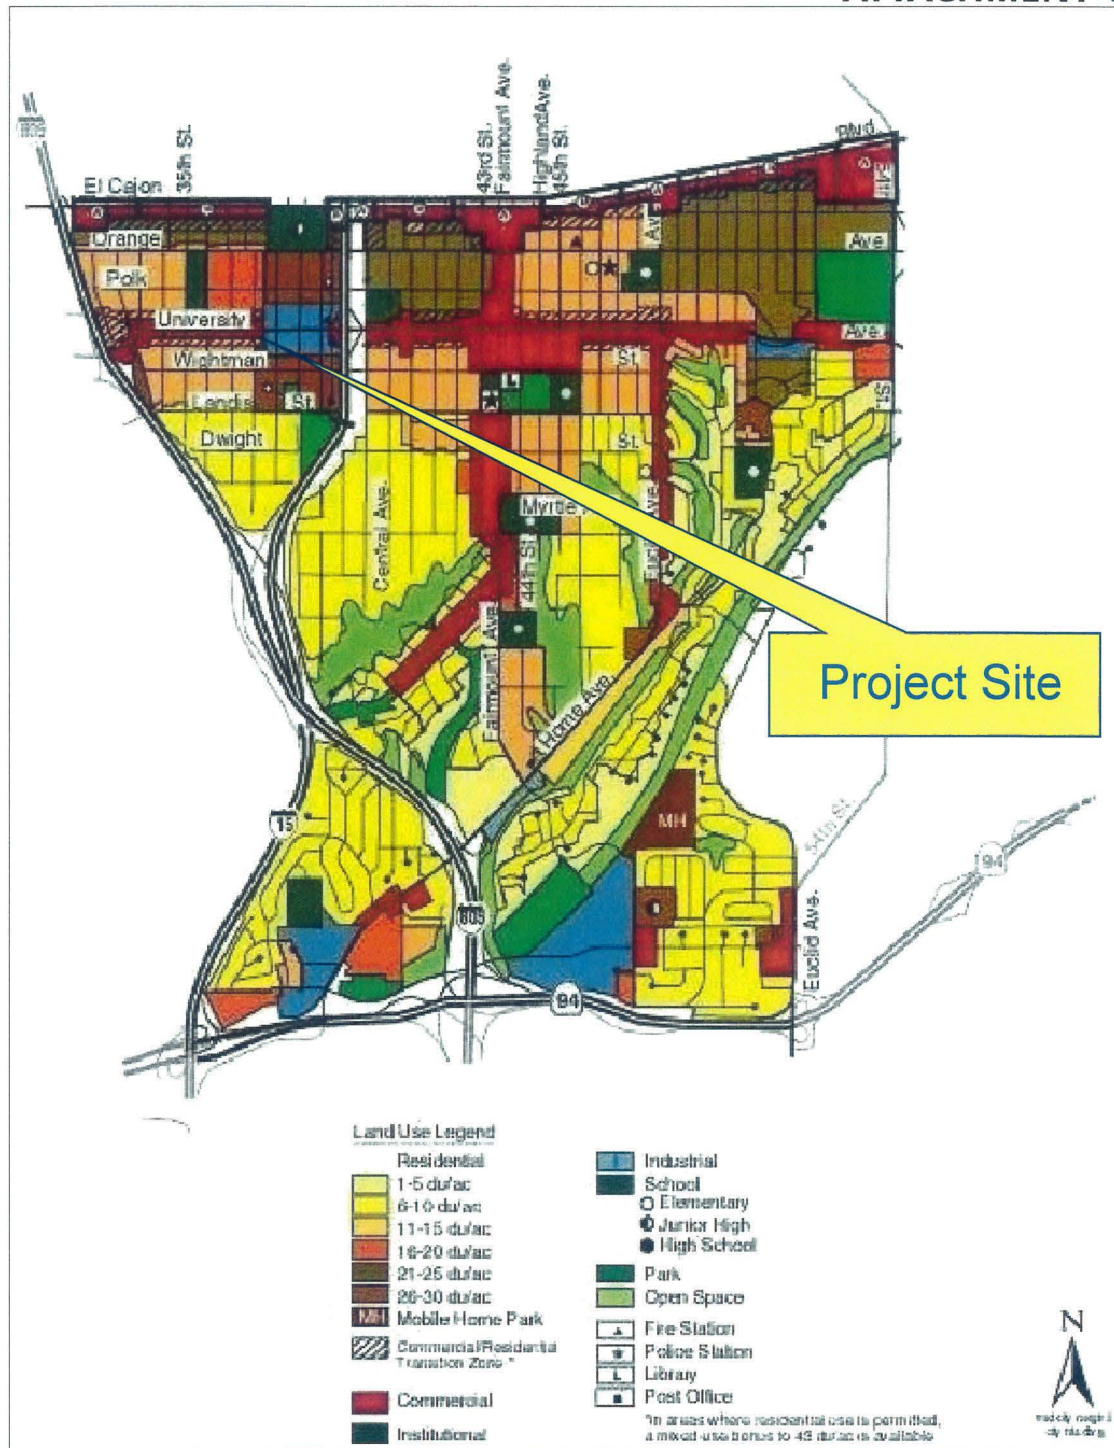 35th St.
43rd St.
Fairmount Ave.
Highland Ave.
45th St.
Blvd.
El Cajon
Orange
Ave.
Ave.
Polk
University
Ave.
Wightman
St.
Landis
St.
St.
Dwight
St.
Central Ave.
Myrtle
44th St.
Fairmount Ave.
Home Ave.
Project Site
MH
15
805
54th St.
94
94
Euclid Ave.
Land Use Legend
Residential
1-5 du/ac
6-10 du/ac
11-15 du/ac
16-20 du/ac
21-25 du/ac
26-30 du/ac
MH Mobile Home Park
Commercial/Residential
Transition Zone *
Commercial
Institutional
Industrial
School
Elementary
Junior High
High School
Park
Open Space
Fire Station
Police Station
L Library
Post Office
*In areas where residential use is permitted,
a mixed-use bonus to 43 du/ac is available
N